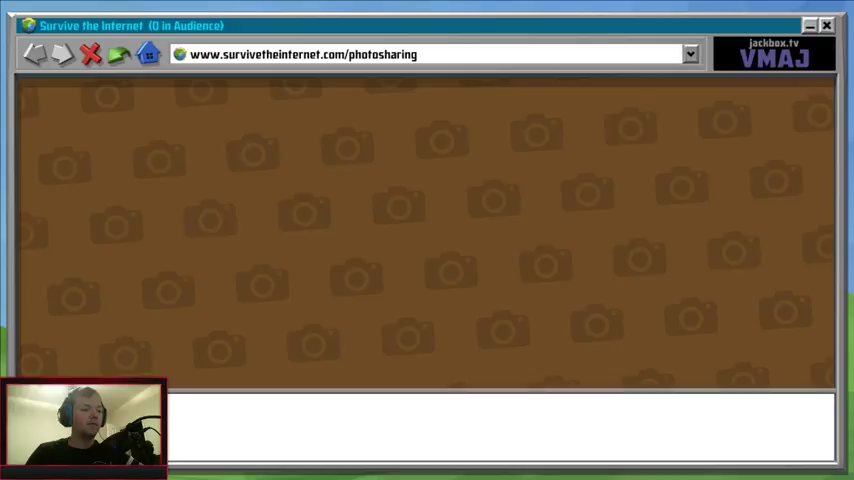 Survive the Internet (0 in Audience)
www.survivetheinternet.com/photosharing
jackbox.tv
VMAJ